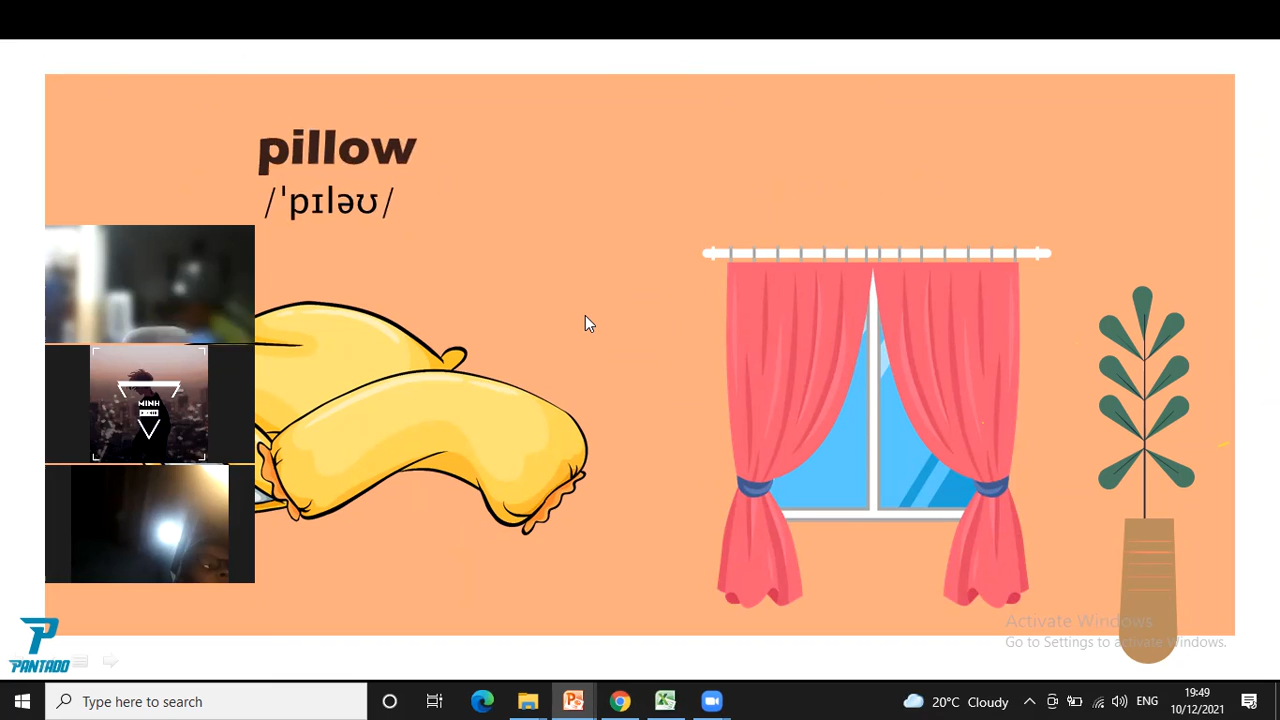 pillow
/ˈpɪləʊ/
MINH
Activate Windows
Go to Settings to activate Windows.
PANTADO
Type here to search
20°C Cloudy
ENG
19:49
10/12/2021